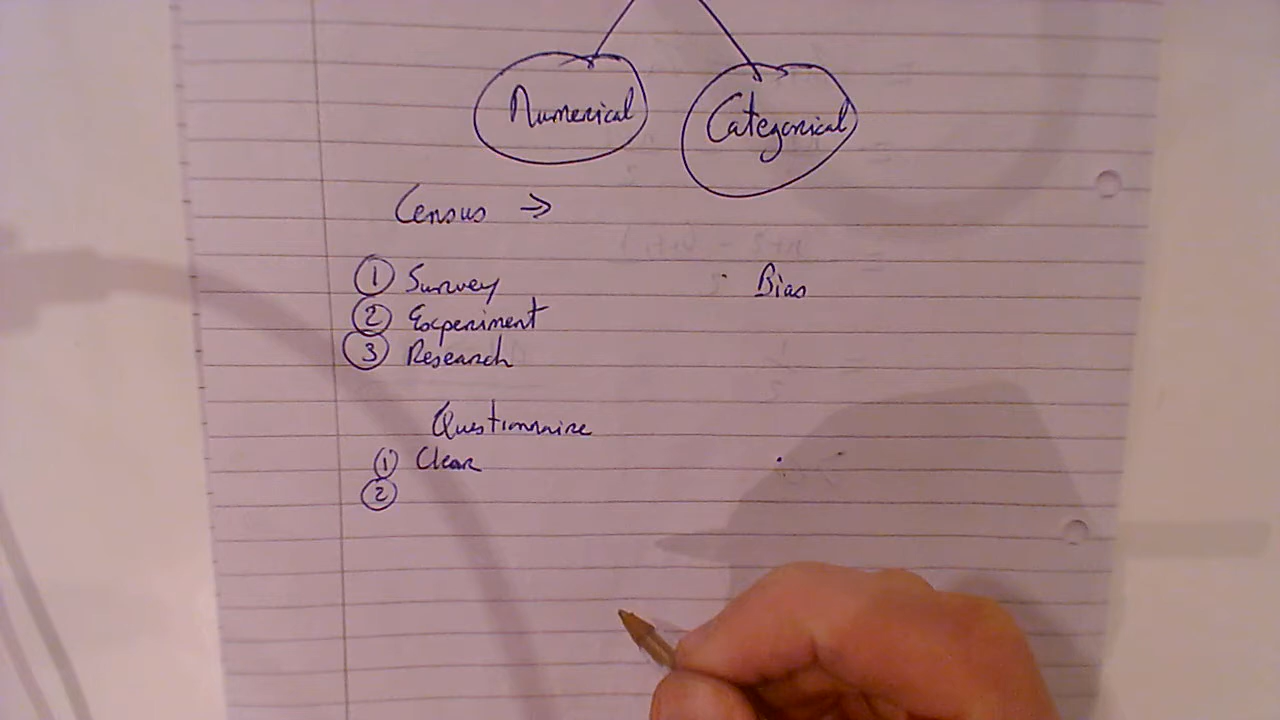 Numerical Categorical
Census →
① Survey
Bias
② Experiment
③ Research
Questionnaire
① Clear
②